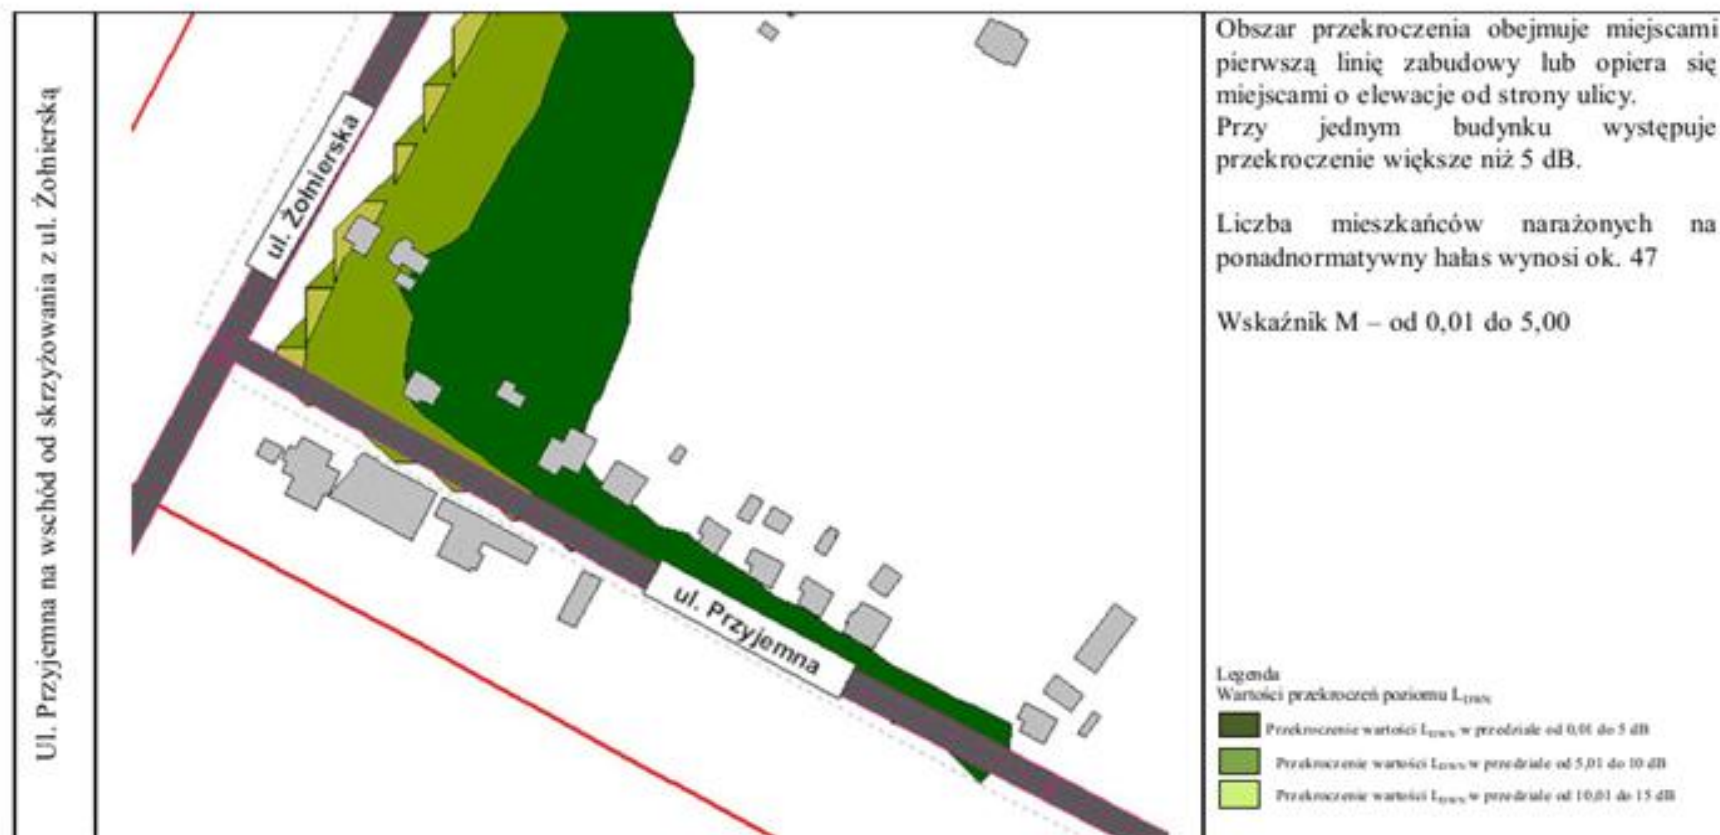 Ul. Przyjemna na wschód od skrzyżowania z ul. Żołnierską
ul. Żołnierska
ul. Przyjemna
Obszar przekroczenia obejmuje miejscami
pierwszą linię zabudowy lub opiera się
miejscami o elewacje od strony ulicy.
Przy jednym budynku występuje
przekroczenie większe niż 5 dB.
Liczba mieszkańców narażonych na
ponadnormatywny hałas wynosi ok. 47
Wskaźnik M – od 0,01 do 5,00
Legenda
Wartości przekroczeń poziomu LDWN
Przekroczenie wartości LDWN w przedziale od 0,01 do 5 dB
Przekroczenie wartości LDWN w przedziale od 5,01 do 10 dB
Przekroczenie wartości LDWN w przedziale od 10,01 do 15 dB